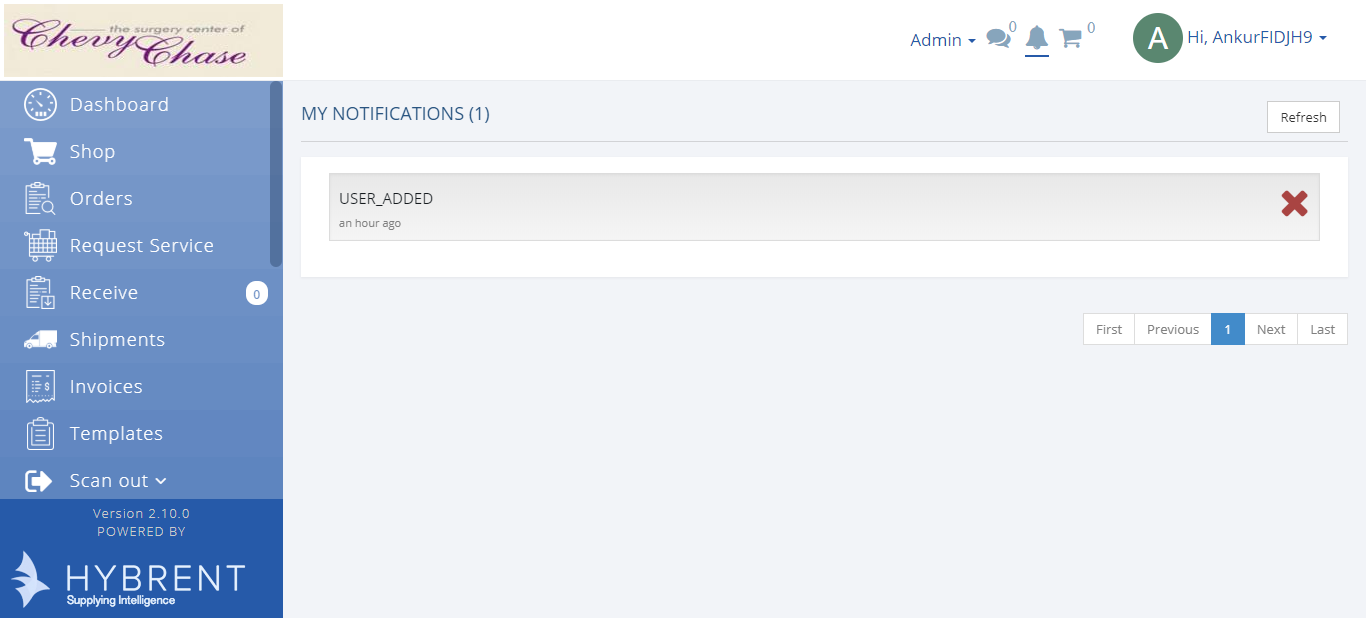 the surgery center of
Chevy Chase
Admin
0
0
A
Hi, AnkurFIDJH9
Dashboard
Shop
Orders
Request Service
Receive
0
Shipments
Invoices
Templates
Scan out
Version 2.10.0
POWERED BY
HYBRENT
Supplying Intelligence
MY NOTIFICATIONS (1)
Refresh
USER_ADDED
an hour ago
First Previous 1 Next Last